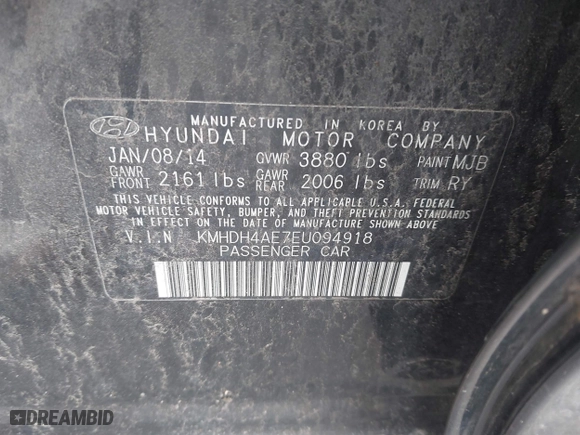 MANUFACTURED IN KOREA BY
HYUNDAI MOTOR COMPANY
JAN/08/14 GVWR 3880 lbs PAINT MJB
GAWR FRONT 2161 lbs GAWR REAR 2006 lbs TRIM RY
THIS VEHICLE CONFORMS TO ALL APPLICABLE U.S.A. FEDERAL
MOTOR VEHICLE SAFETY, BUMPER, AND THEFT PREVENTION STANDARDS
IN EFFECT ON THE DATE OF MANUFACTURE SHOWN ABOVE
V.I.N KMHDH4AE7EU094918
PASSENGER CAR
DREAMBID